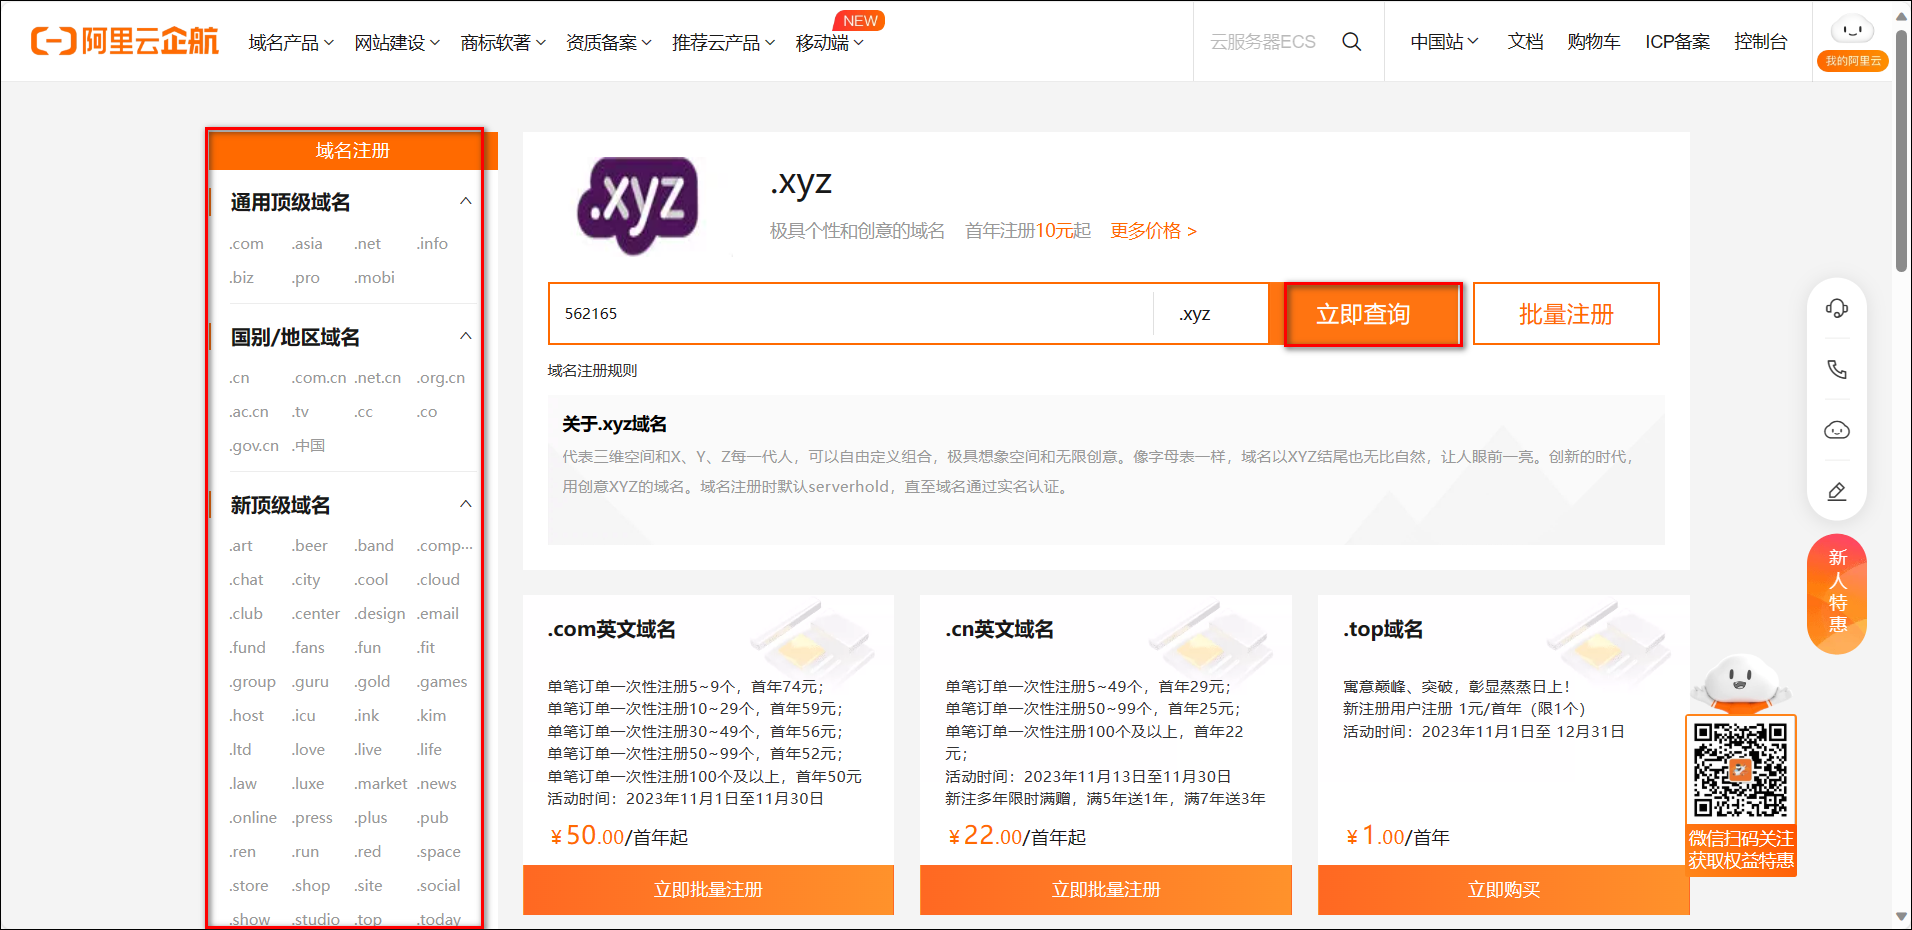 阿里云企航
域名产品
网站建设
商标软著
资质备案
推荐云产品
移动端
NEW
云服务器ECS
中国站
文档
购物车
ICP备案
控制台
我的阿里云
域名注册
通用顶级域名
.com .asia .net .info
.biz .pro .mobi
国别/地区域名
.cn .com.cn .net.cn .org.cn
.ac.cn .tv .cc .co
.gov.cn .中国
新顶级域名
.art .beer .band .comp...
.chat .city .cool .cloud
.club .center .design .email
.fund .fans .fun .fit
.group .guru .gold .games
.host .icu .ink .kim
.ltd .love .live .life
.law .luxe .market .news
.online .press .plus .pub
.ren .run .red .space
.store .shop .site .social
.show .studio .top .today
.xyz
.xyz
极具个性和创意的域名 首年注册10元起 更多价格 >
562165
.xyz
立即查询
批量注册
域名注册规则
关于.xyz域名
代表三维空间和X、Y、Z每一代人，可以自由定义组合，极具想象空间和无限创意。像字母表一样，域名以XYZ结尾也无比自然，让人眼前一亮。创新的时代，
用创意XYZ的域名。域名注册时默认serverhold，直至域名通过实名认证。
.com英文域名
单笔订单一次性注册5~9个，首年74元；
单笔订单一次性注册10~29个，首年59元；
单笔订单一次性注册30~49个，首年56元；
单笔订单一次性注册50~99个，首年52元；
单笔订单一次性注册100个及以上，首年50元
活动时间：2023年11月1日至11月30日
¥50.00/首年起
立即批量注册
.cn英文域名
单笔订单一次性注册5~49个，首年29元；
单笔订单一次性注册50~99个，首年25元；
单笔订单一次性注册100个及以上，首年22
元；
活动时间：2023年11月13日至11月30日
新注多年限时满赠，满5年送1年，满7年送3年
¥22.00/首年起
立即批量注册
.top域名
寓意巅峰、突破，彰显蒸蒸日上！
新注册用户注册 1元/首年（限1个）
活动时间：2023年11月1日至 12月31日
¥1.00/首年
立即购买
新
人
特
惠
微信扫码关注
获取权益特惠